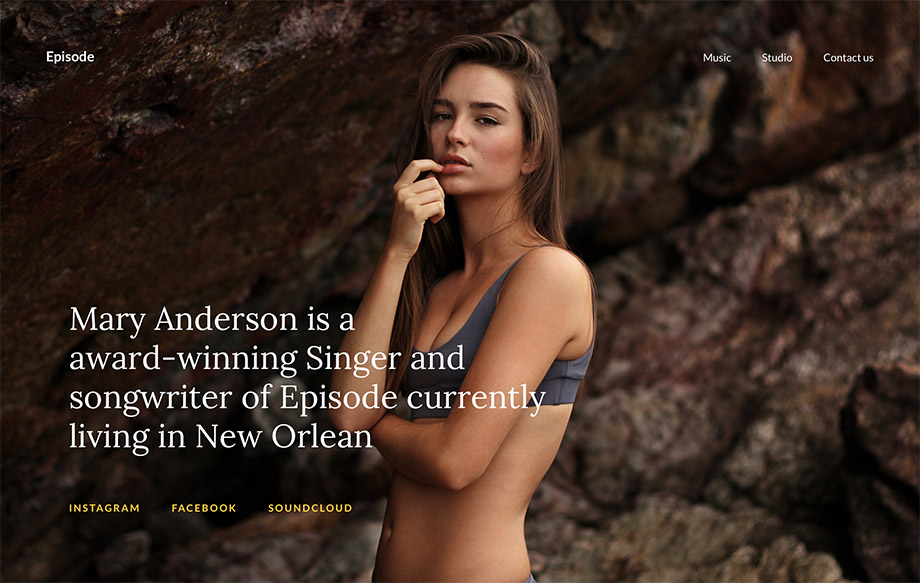 Episode
Music Studio Contact us
Mary Anderson is a
award-winning Singer and
songwriter of Episode currently
living in New Orlean
INSTAGRAM FACEBOOK SOUNDCLOUD